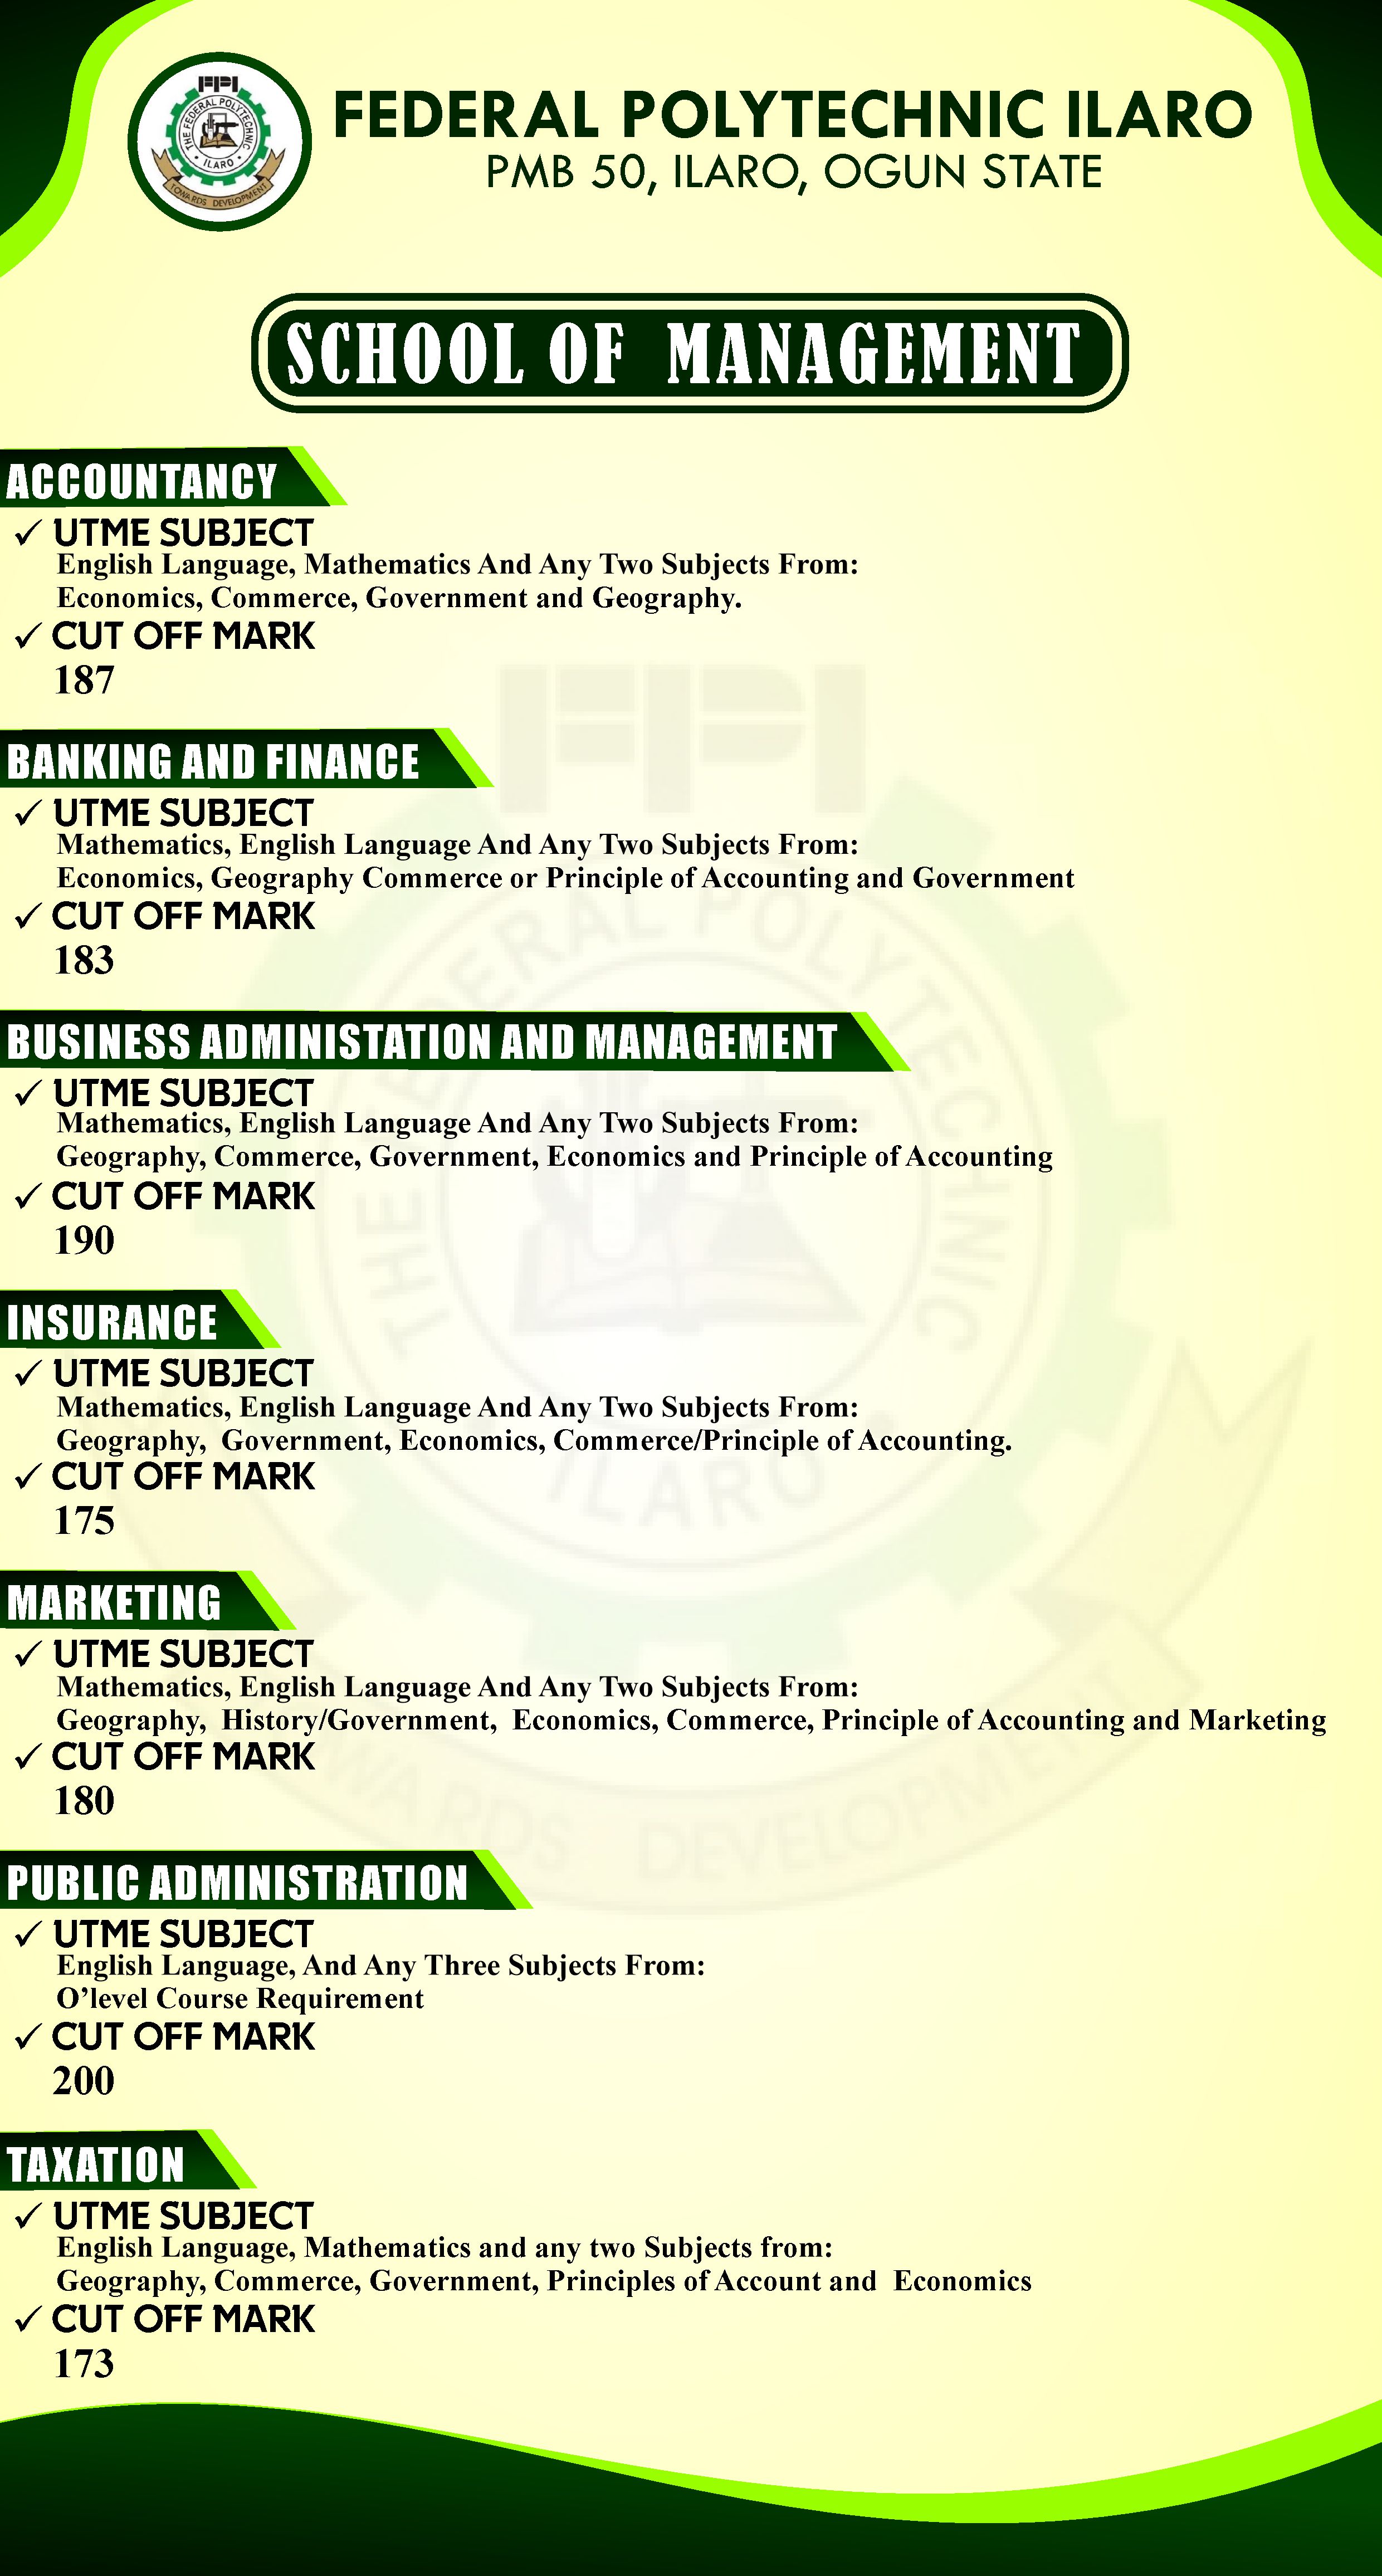 FPI
THE FEDERAL POLYTECHNIC
ILARO
TOWARDS DEVELOPMENT
FEDERAL POLYTECHNIC ILARO
PMB 50, ILARO, OGUN STATE
SCHOOL OF MANAGEMENT
ACCOUNTANCY
✓ UTME SUBJECT
English Language, Mathematics And Any Two Subjects From:
Economics, Commerce, Government and Geography.
✓ CUT OFF MARK
187
BANKING AND FINANCE
✓ UTME SUBJECT
Mathematics, English Language And Any Two Subjects From:
Economics, Geography Commerce or Principle of Accounting and Government
✓ CUT OFF MARK
183
BUSINESS ADMINISTATION AND MANAGEMENT
✓ UTME SUBJECT
Mathematics, English Language And Any Two Subjects From:
Geography, Commerce, Government, Economics and Principle of Accounting
✓ CUT OFF MARK
190
INSURANCE
✓ UTME SUBJECT
Mathematics, English Language And Any Two Subjects From:
Geography, Government, Economics, Commerce/Principle of Accounting.
✓ CUT OFF MARK
175
MARKETING
✓ UTME SUBJECT
Mathematics, English Language And Any Two Subjects From:
Geography, History/Government, Economics, Commerce, Principle of Accounting and Marketing
✓ CUT OFF MARK
180
PUBLIC ADMINISTRATION
✓ UTME SUBJECT
English Language, And Any Three Subjects From:
O’level Course Requirement
✓ CUT OFF MARK
200
TAXATION
✓ UTME SUBJECT
English Language, Mathematics and any two Subjects from:
Geography, Commerce, Government, Principles of Account and Economics
✓ CUT OFF MARK
173
FPI
THE FEDERAL POLYTECHNIC
ILARO
TOWARDS DEVELOPMENT